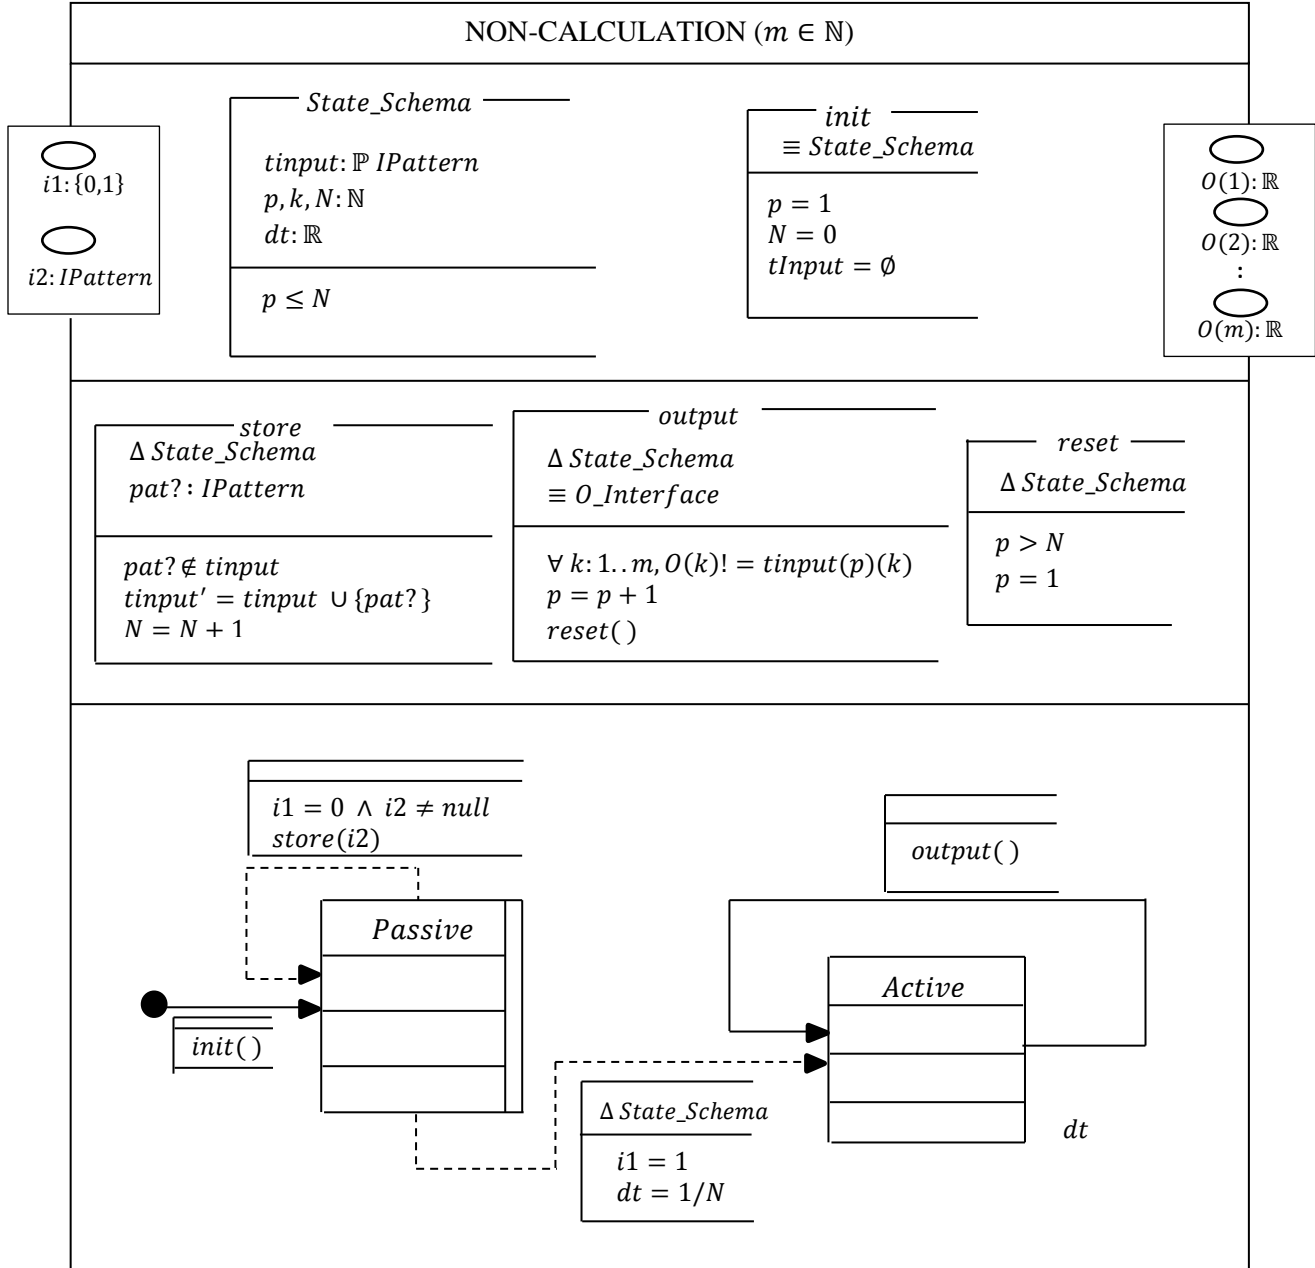 NON-CALCULATION (𝑚 ∈ ℕ)
i1: {0,1}
i2: IPattern
State_Schema
tinput: ℙ IPattern
p, k, N: ℕ
dt: ℝ
p ≤ N
init
≡ State_Schema
p = 1
N = 0
tInput = ∅
O(1): ℝ
O(2): ℝ
:
O(m): ℝ
store
Δ State_Schema
pat? : IPattern
pat? ∉ tinput
tinput′ = tinput ∪ {pat?}
N = N + 1
output
Δ State_Schema
≡ O_Interface
∀ k: 1..m, O(k)! = tinput(p)(k)
p = p + 1
reset( )
reset
Δ State_Schema
p > N
p = 1
i1 = 0 ∧ i2 ≠ null
store(i2)
output( )
Passive
Active
init( )
Δ State_Schema
i1 = 1
dt = 1/N
dt